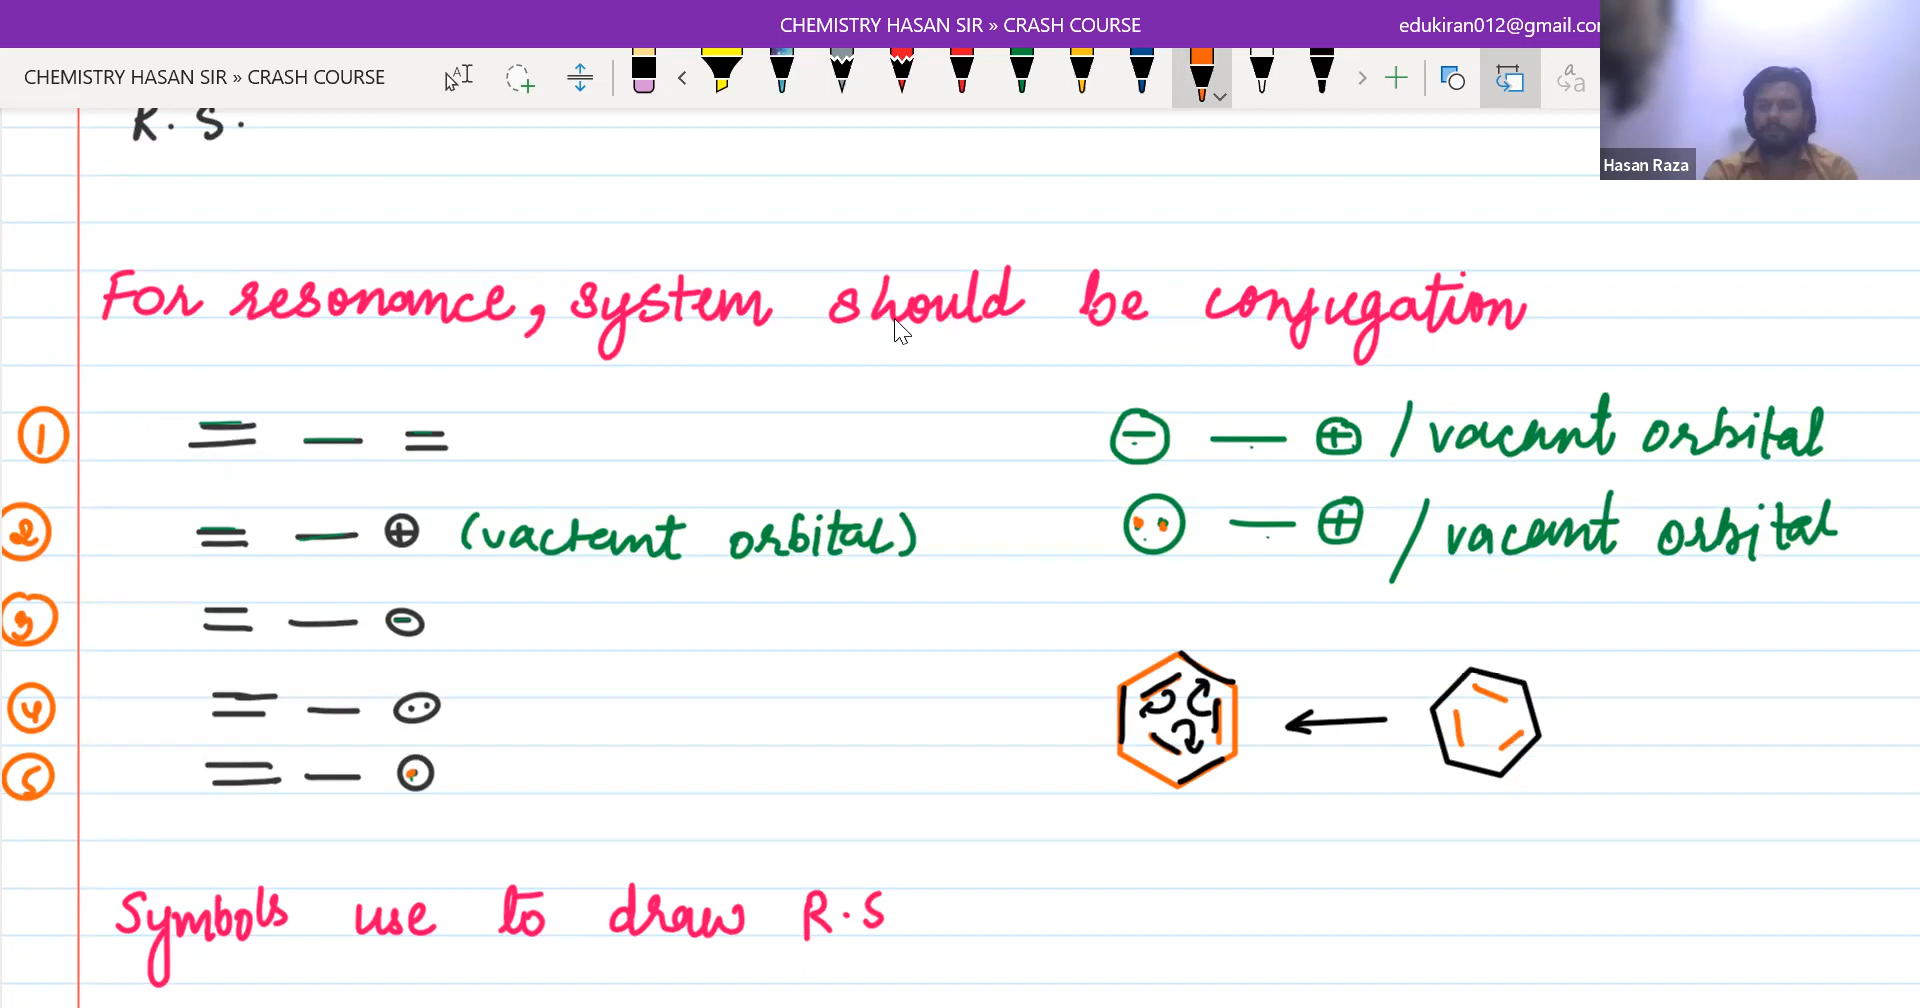 CHEMISTRY HASAN SIR » CRASH COURSE
edukiran012@gmail.co
CHEMISTRY HASAN SIR » CRASH COURSE
Hasan Raza
R. S.
For resonance, system should be conjugation
① = — =
⊖ — ⊕ / vacant orbital
② = — ⊕ (vactant orbital)
•• — ⊕ / vacant orbital
③ = — ⊖
④ = — ••
⑤ = — •
Symbols use to draw R.S